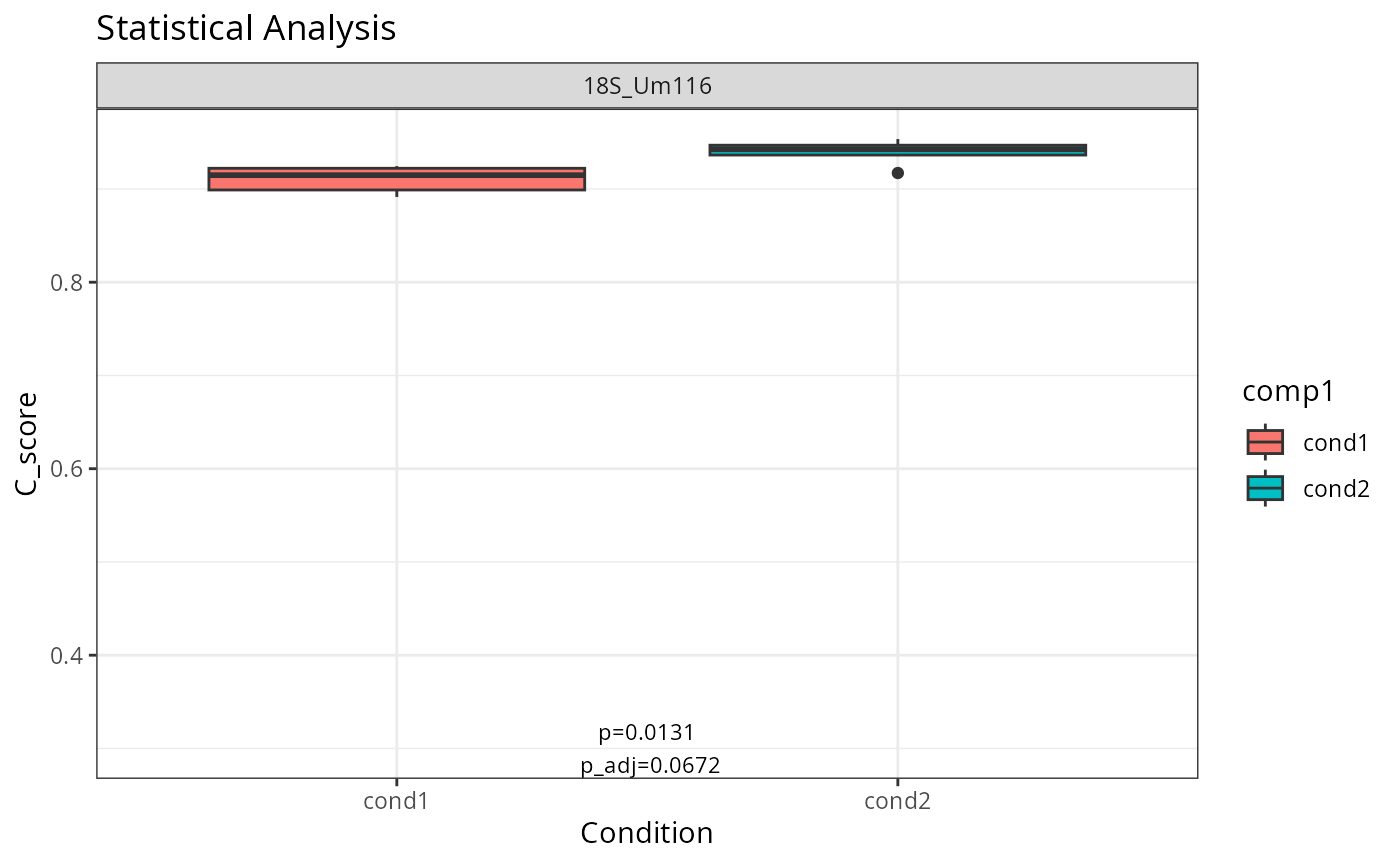 Statistical Analysis
18S_Um116
C_score
0.8
0.6
0.4
p=0.0131
p_adj=0.0672
cond1
cond2
Condition
comp1
cond1
cond2